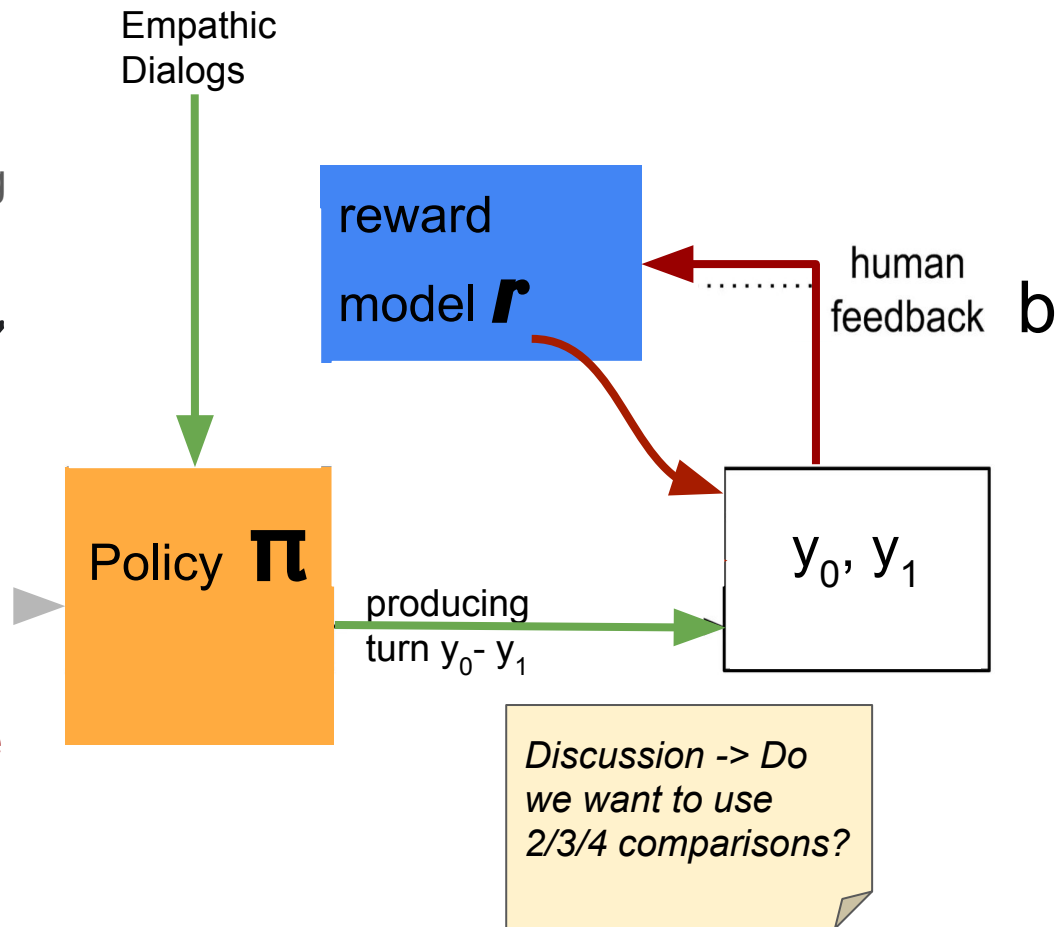 Empathic
Dialogs
reward
model r
human
feedback b
Policy π
producing
turn y₀- y₁
y₀, y₁
Discussion -> Do
we want to use
2/3/4 comparisons?